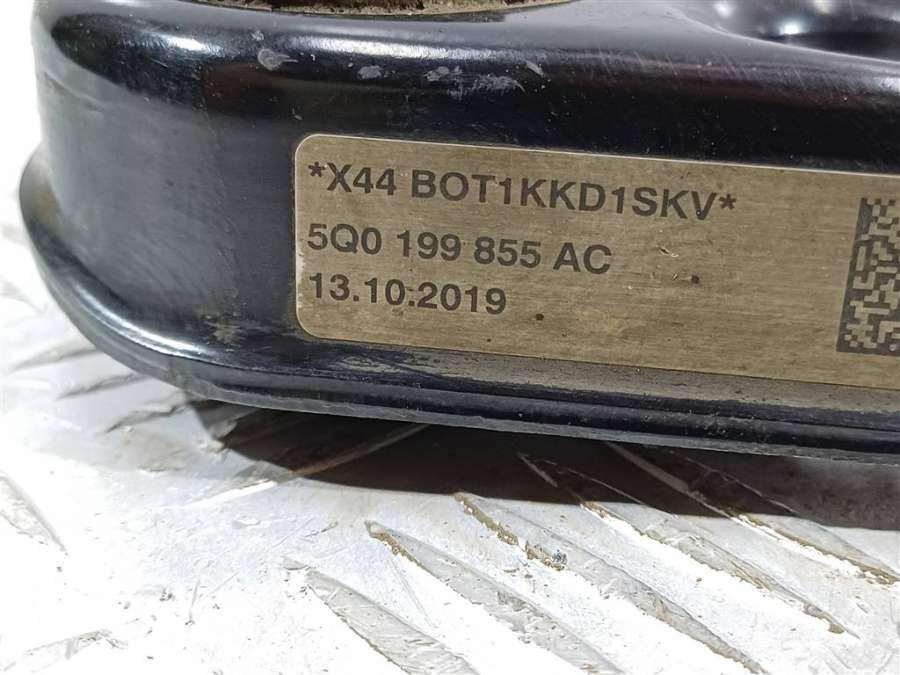 *X44 BOT1KKD1SKV*
5Q0 199 855 AC
13.10.2019